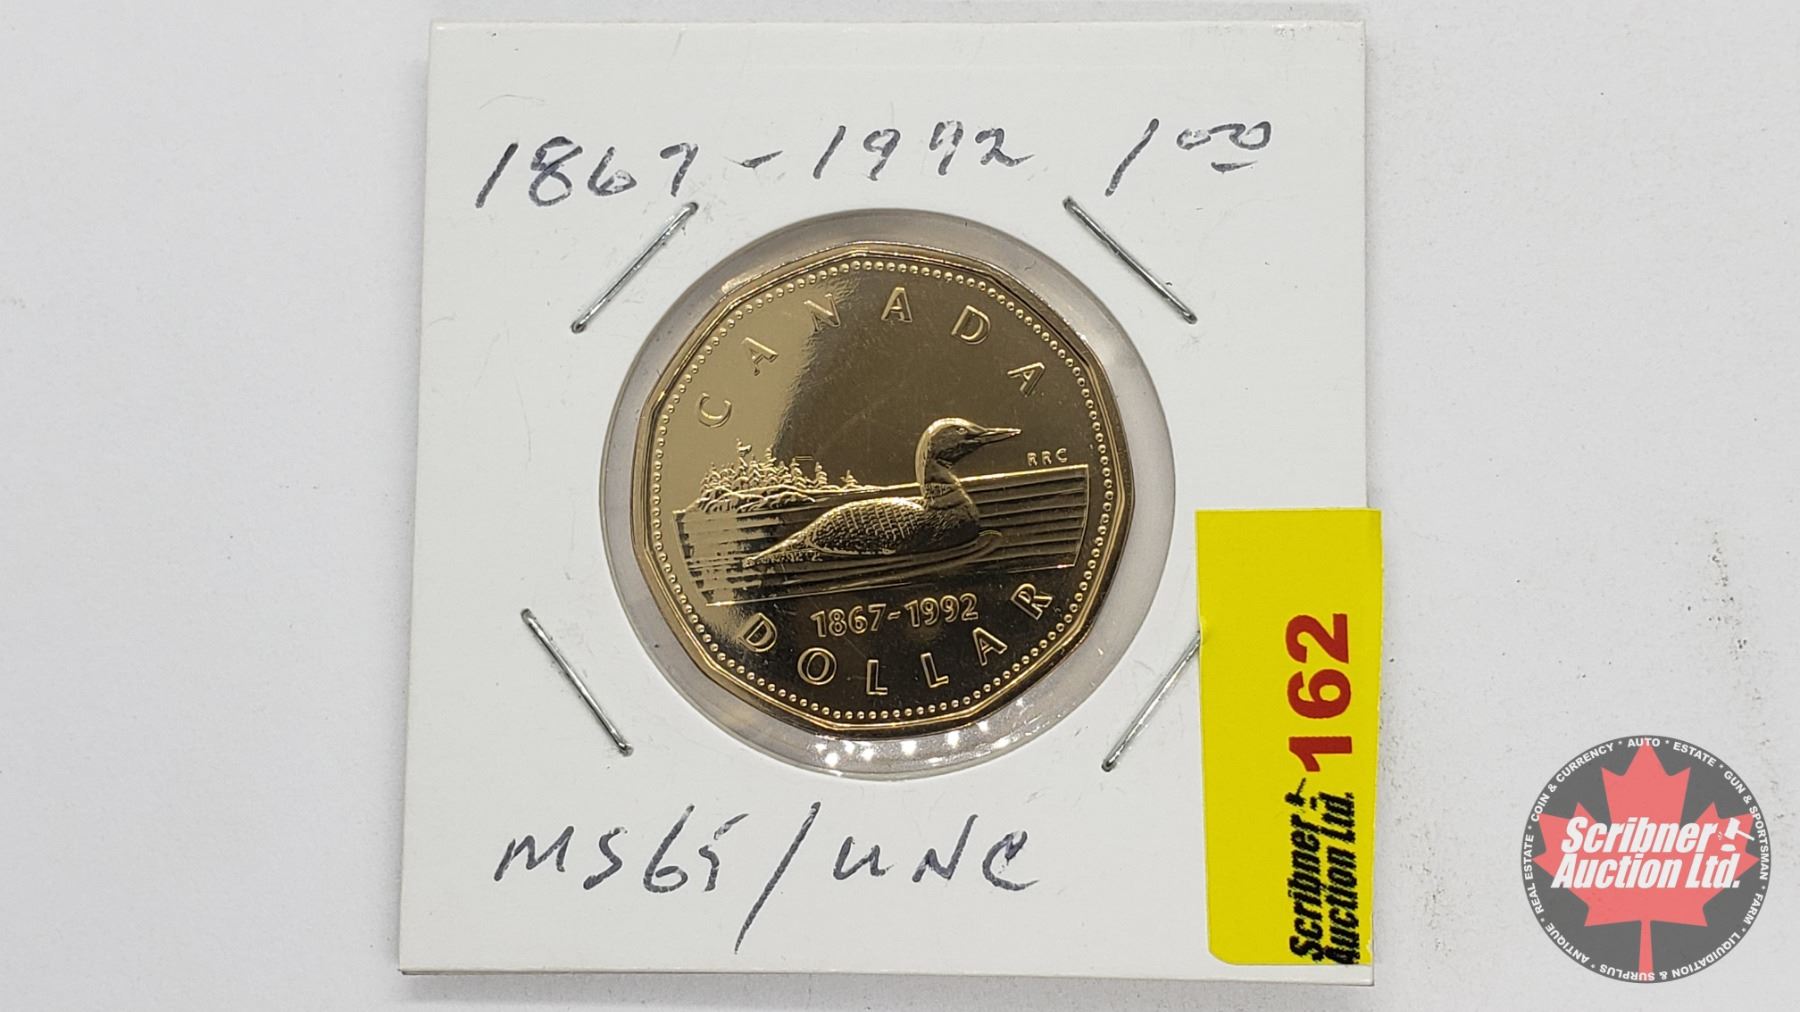 1867-1992 1.00
CANADA
RRC
1867-1992
DOLLAR
MS65/UNC
162
Scribner
Auction Ltd.
Scribner
Auction Ltd.
ANTIQUE * REAL ESTATE * COIN & CURRENCY * AUTO * ESTATE * GUN & SPORTSMAN * FARM * LIQUIDATION & SURPLUS *